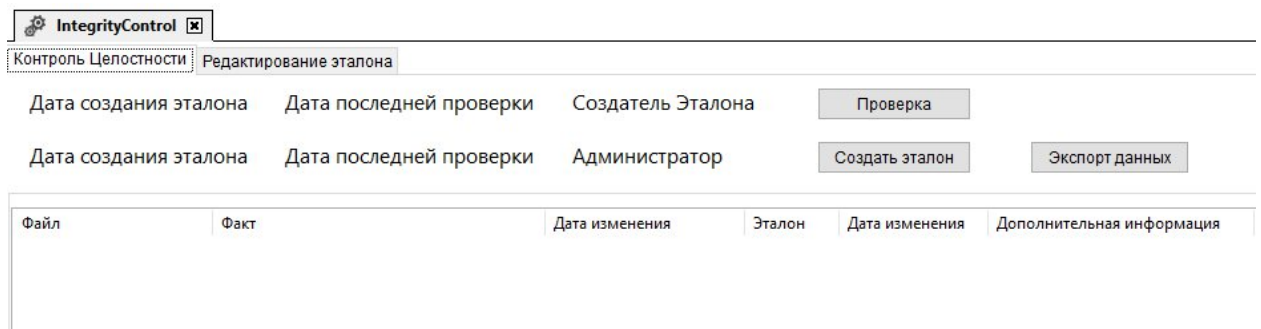 IntegrityControl
Контроль Целостности Редактирование эталона
Дата создания эталона Дата последней проверки Создатель Эталона Проверка
Дата создания эталона Дата последней проверки Администратор Создать эталон Экспорт данных
Файл Факт Дата изменения Эталон Дата изменения Дополнительная информация